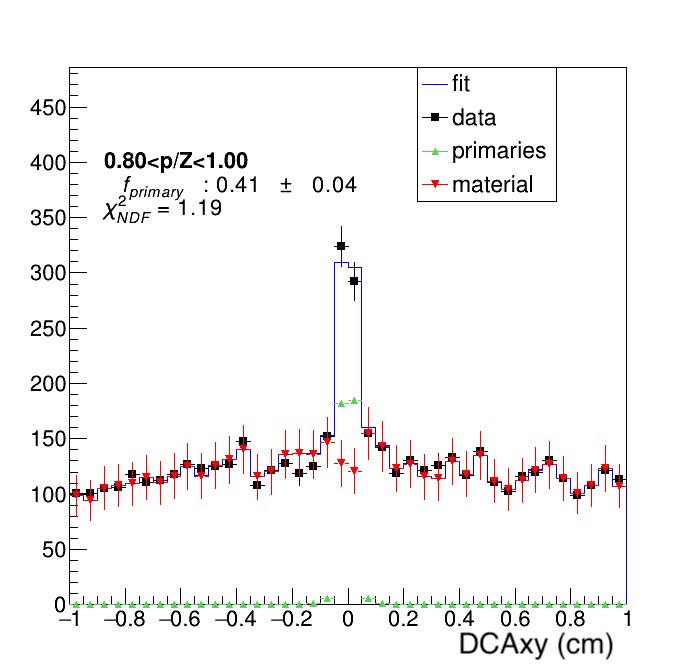 fit
data
primaries
material
0.80<p/Z<1.00
f_primary : 0.41 ± 0.04
χ²_NDF = 1.19
450
400
350
300
250
200
150
100
50
0
−1 −0.8 −0.6 −0.4 −0.2 0 0.2 0.4 0.6 0.8 1
DCAxy (cm)